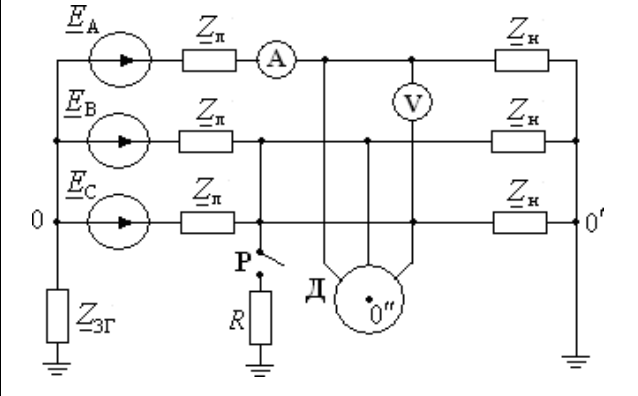 E_A Z_л Z_н
A
V
E_B Z_л Z_н
E_C Z_л Z_н
0 0′
P
Д
Z_ЗГ R 0″